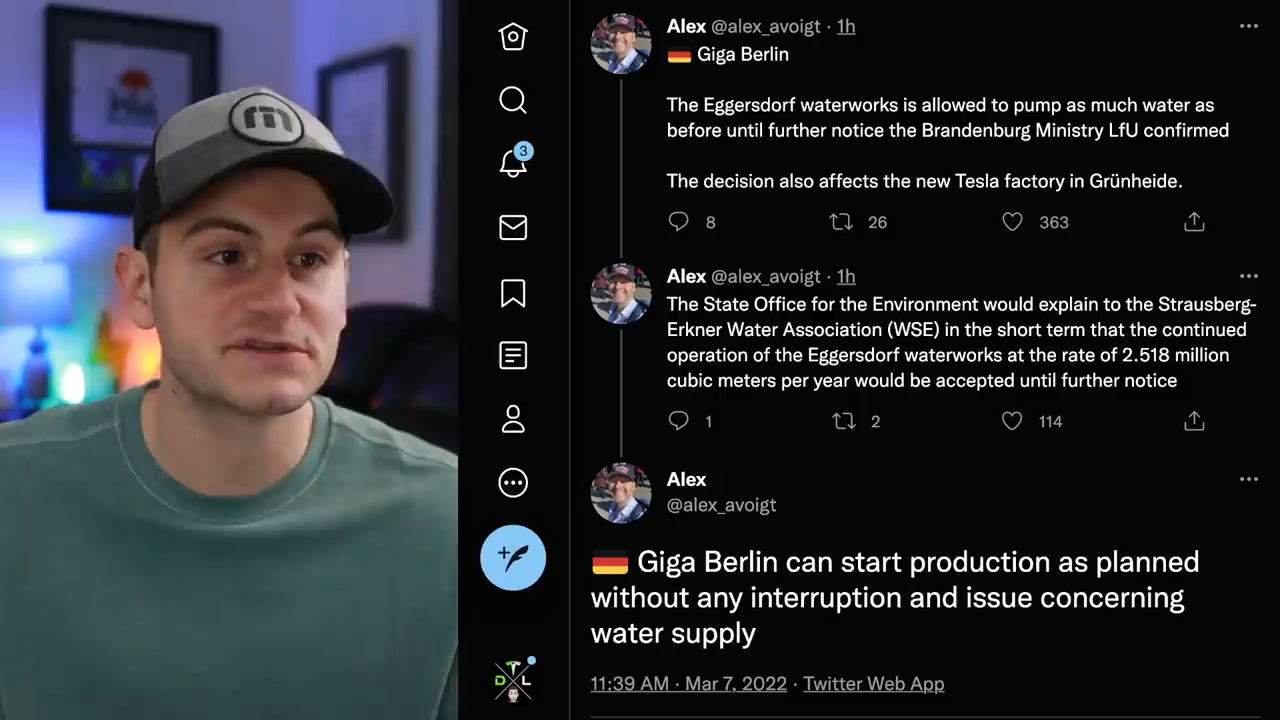 Alex @alex_avoigt · 1h
🇩🇪 Giga Berlin
The Eggersdorf waterworks is allowed to pump as much water as
before until further notice the Brandenburg Ministry LfU confirmed
The decision also affects the new Tesla factory in Grünheide.
8 26 363
3
Alex @alex_avoigt · 1h
The State Office for the Environment would explain to the Strausberg-
Erkner Water Association (WSE) in the short term that the continued
operation of the Eggersdorf waterworks at the rate of 2.518 million
cubic meters per year would be accepted until further notice
1 2 114
Alex
@alex_avoigt
🇩🇪 Giga Berlin can start production as planned
without any interruption and issue concerning
water supply
11:39 AM · Mar 7, 2022 · Twitter Web App
D L